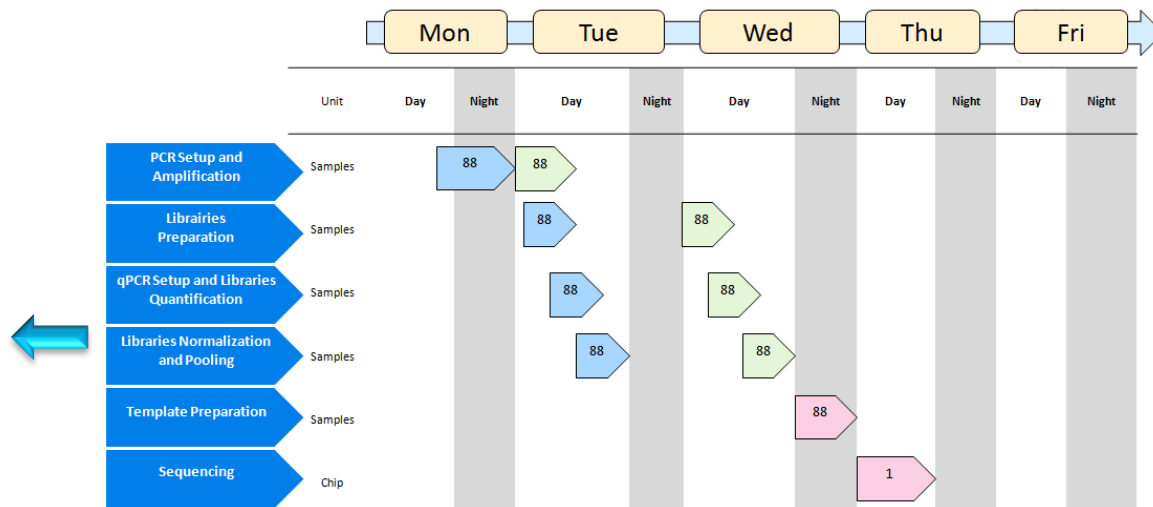 Mon Tue Wed Thu Fri
Unit Day Night Day Night Day Night Day Night Day Night
PCR Setup and
Amplification
Samples 88 88
Librairies
Preparation
Samples 88 88
qPCR Setup and Libraries
Quantification
Samples 88 88
Libraries Normalization
and Pooling
Samples 88 88
Template Preparation
Samples 88
Sequencing
Chip 1